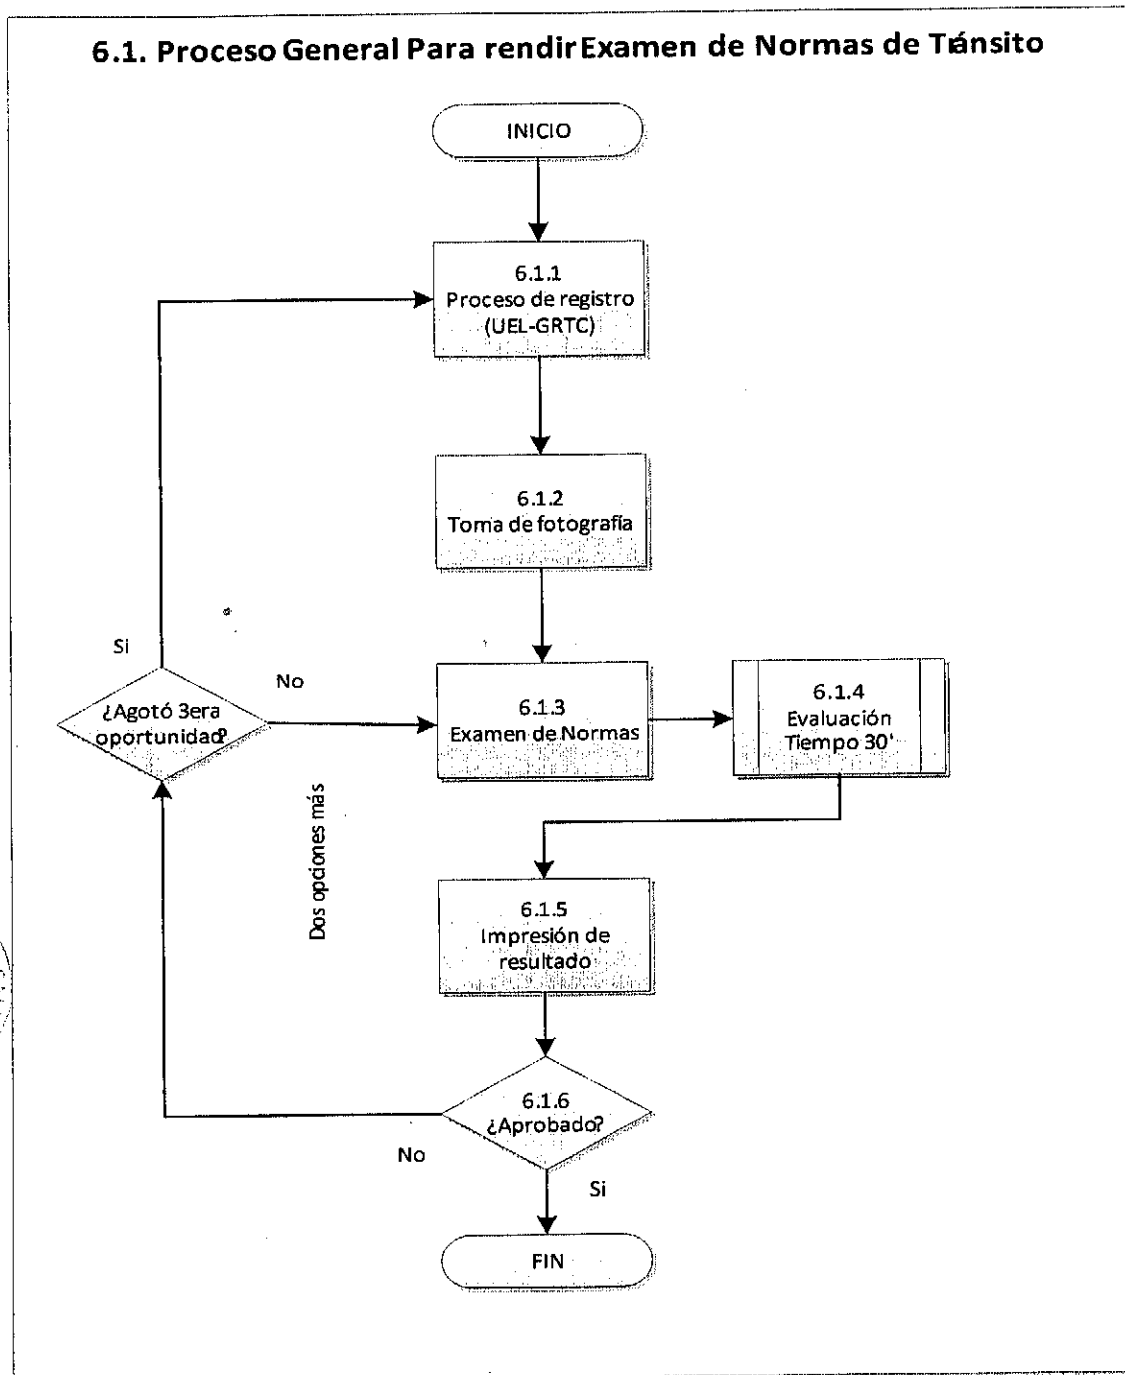 6.1. Proceso General Para rendir Examen de Normas de Tránsito
INICIO
6.1.1
Proceso de registro
(UEL-GRTC)
6.1.2
Toma de fotografía
Si
No
¿Agotó 3era
oportunidad?
6.1.3
Examen de Normas
6.1.4
Evaluación
Tiempo 30'
Dos opciones más
6.1.5
Impresión de
resultado
6.1.6
¿Aprobado?
No
Si
FIN